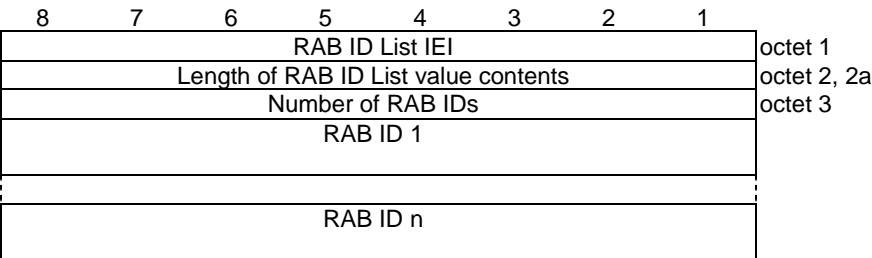 8 7 6 5 4 3 2 1
RAB ID List IEI octet 1
Length of RAB ID List value contents octet 2, 2a
Number of RAB IDs octet 3
RAB ID 1
RAB ID n